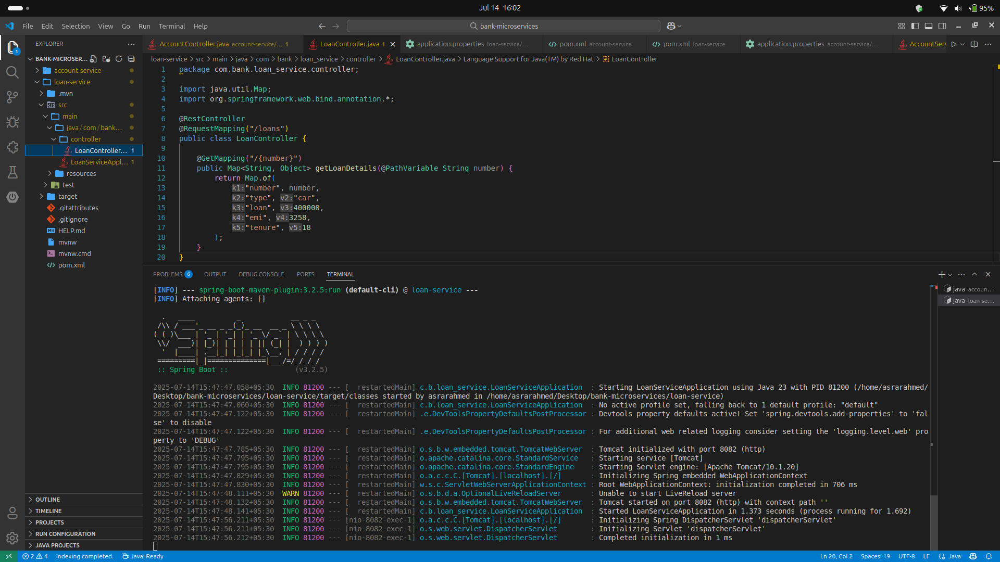 Jul 14 16:02
95%
File Edit Selection View Go Run Terminal Help
bank-microservices
EXPLORER
BANK-MICROSER...
account-service
loan-service
.mvn
src
main
java/com/bank...
controller
LoanController... 1
LoanServiceAppl... 1
resources
test
target
.gitattributes
.gitignore
HELP.md
mvnw
mvnw.cmd
pom.xml
OUTLINE
TIMELINE
PROJECTS
RUN CONFIGURATION
JAVA PROJECTS
AccountController.java account-service/... 1
LoanController.java 1
application.properties loan-service/...
pom.xml account-service
pom.xml loan-service
application.properties account-service/...
AccountServ
loan-service > src > main > java > com > bank > loan_service > controller > LoanController.java > Language Support for Java(TM) by Red Hat > LoanController
1 package com.bank.loan_service.controller;
2
3 import java.util.Map;
4 import org.springframework.web.bind.annotation.*;
5
6 @RestController
7 @RequestMapping("/loans")
8 public class LoanController {
9
10 @GetMapping("/{number}")
11 public Map<String, Object> getLoanDetails(@PathVariable String number) {
12 return Map.of(
13 k1:"number", number,
14 k2:"type", v2:"car",
15 k3:"loan", v3:400000,
16 k4:"emi", v4:3258,
17 k5:"tenure", v5:18
18 );
19 }
20 }
PROBLEMS 6 OUTPUT DEBUG CONSOLE PORTS TERMINAL
java accoun...
java loan-se...
[INFO] --- spring-boot-maven-plugin:3.2.5:run (default-cli) @ loan-service ---
[INFO] Attaching agents: []
  .   ____          _            __ _ _
 /\\ / ___'_ __ _ _(_)_ __  __ _ \ \ \ \
( ( )\___ | '_ | '_| | '_ \/ _` | \ \ \ \
 \\/  ___)| |_)| | | | | || (_| |  ) ) ) )
  '  |____| .__|_| |_|_| |_\__, | / / / /
 =========|_|==============|___/=/_/_/_/
:: Spring Boot :: (v3.2.5)
2025-07-14T15:47:47.058+05:30 INFO 81200 --- [ restartedMain] c.b.loan_service.LoanServiceApplication : Starting LoanServiceApplication using Java 23 with PID 81200 (/home/asrarahmed/
Desktop/bank-microservices/loan-service/target/classes started by asrarahmed in /home/asrarahmed/Desktop/bank-microservices/loan-service)
2025-07-14T15:47:47.060+05:30 INFO 81200 --- [ restartedMain] c.b.loan_service.LoanServiceApplication : No active profile set, falling back to 1 default profile: "default"
2025-07-14T15:47:47.122+05:30 INFO 81200 --- [ restartedMain] .e.DevToolsPropertyDefaultsPostProcessor : Devtools property defaults active! Set 'spring.devtools.add-properties' to 'fal
se' to disable
2025-07-14T15:47:47.122+05:30 INFO 81200 --- [ restartedMain] .e.DevToolsPropertyDefaultsPostProcessor : For additional web related logging consider setting the 'logging.level.web' pro
perty to 'DEBUG'
2025-07-14T15:47:47.785+05:30 INFO 81200 --- [ restartedMain] o.s.b.w.embedded.tomcat.TomcatWebServer : Tomcat initialized with port 8082 (http)
2025-07-14T15:47:47.795+05:30 INFO 81200 --- [ restartedMain] o.apache.catalina.core.StandardService : Starting service [Tomcat]
2025-07-14T15:47:47.795+05:30 INFO 81200 --- [ restartedMain] o.apache.catalina.core.StandardEngine : Starting Servlet engine: [Apache Tomcat/10.1.20]
2025-07-14T15:47:47.829+05:30 INFO 81200 --- [ restartedMain] o.a.c.c.C.[Tomcat].[localhost].[/] : Initializing Spring embedded WebApplicationContext
2025-07-14T15:47:47.830+05:30 INFO 81200 --- [ restartedMain] w.s.c.ServletWebServerApplicationContext : Root WebApplicationContext: initialization completed in 706 ms
2025-07-14T15:47:48.111+05:30 WARN 81200 --- [ restartedMain] o.s.b.d.a.OptionalLiveReloadServer : Unable to start LiveReload server
2025-07-14T15:47:48.132+05:30 INFO 81200 --- [ restartedMain] o.s.b.w.embedded.tomcat.TomcatWebServer : Tomcat started on port 8082 (http) with context path ''
2025-07-14T15:47:48.141+05:30 INFO 81200 --- [ restartedMain] c.b.loan_service.LoanServiceApplication : Started LoanServiceApplication in 1.373 seconds (process running for 1.692)
2025-07-14T15:47:56.211+05:30 INFO 81200 --- [nio-8082-exec-1] o.a.c.c.C.[Tomcat].[localhost].[/] : Initializing Spring DispatcherServlet 'dispatcherServlet'
2025-07-14T15:47:56.211+05:30 INFO 81200 --- [nio-8082-exec-1] o.s.web.servlet.DispatcherServlet : Initializing Servlet 'dispatcherServlet'
2025-07-14T15:47:56.212+05:30 INFO 81200 --- [nio-8082-exec-1] o.s.web.servlet.DispatcherServlet : Completed initialization in 1 ms
2 4 Indexing completed. Java: Ready Ln 20, Col 2 Spaces: 19 UTF-8 LF Java